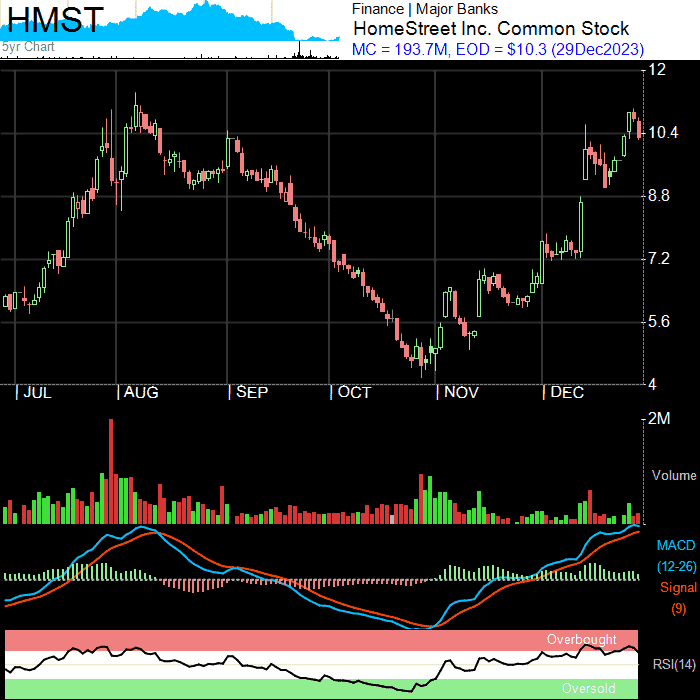 HMST
5yr Chart
Finance | Major Banks
HomeStreet Inc. Common Stock
MC = 193.7M, EOD = $10.3 (29Dec2023)
12
10.4
8.8
7.2
5.6
4
| JUL | AUG | SEP | OCT | NOV | DEC
2M
Volume
MACD
(12-26)
Signal
(9)
Overbought
RSI(14)
Oversold